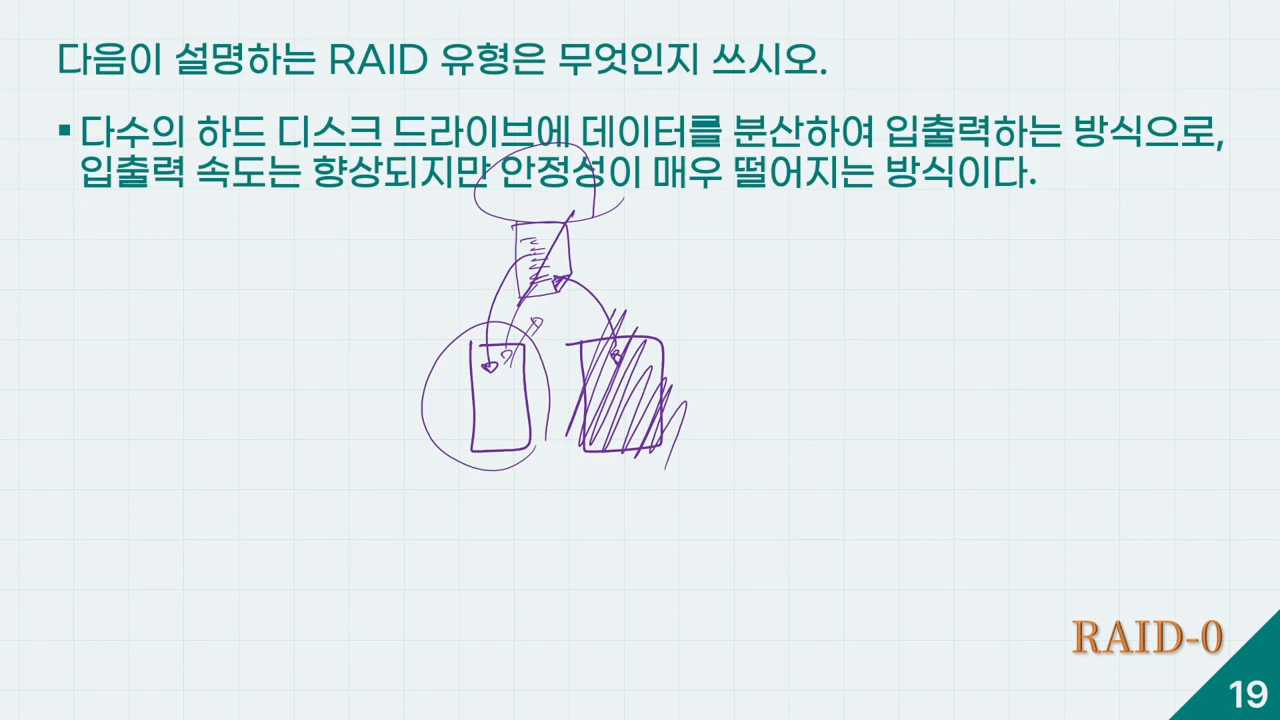 다음이 설명하는 RAID 유형은 무엇인지 쓰시오.
▪ 다수의 하드 디스크 드라이브에 데이터를 분산하여 입출력하는 방식으로,
입출력 속도는 향상되지만 안정성이 매우 떨어지는 방식이다.
RAID-0
19